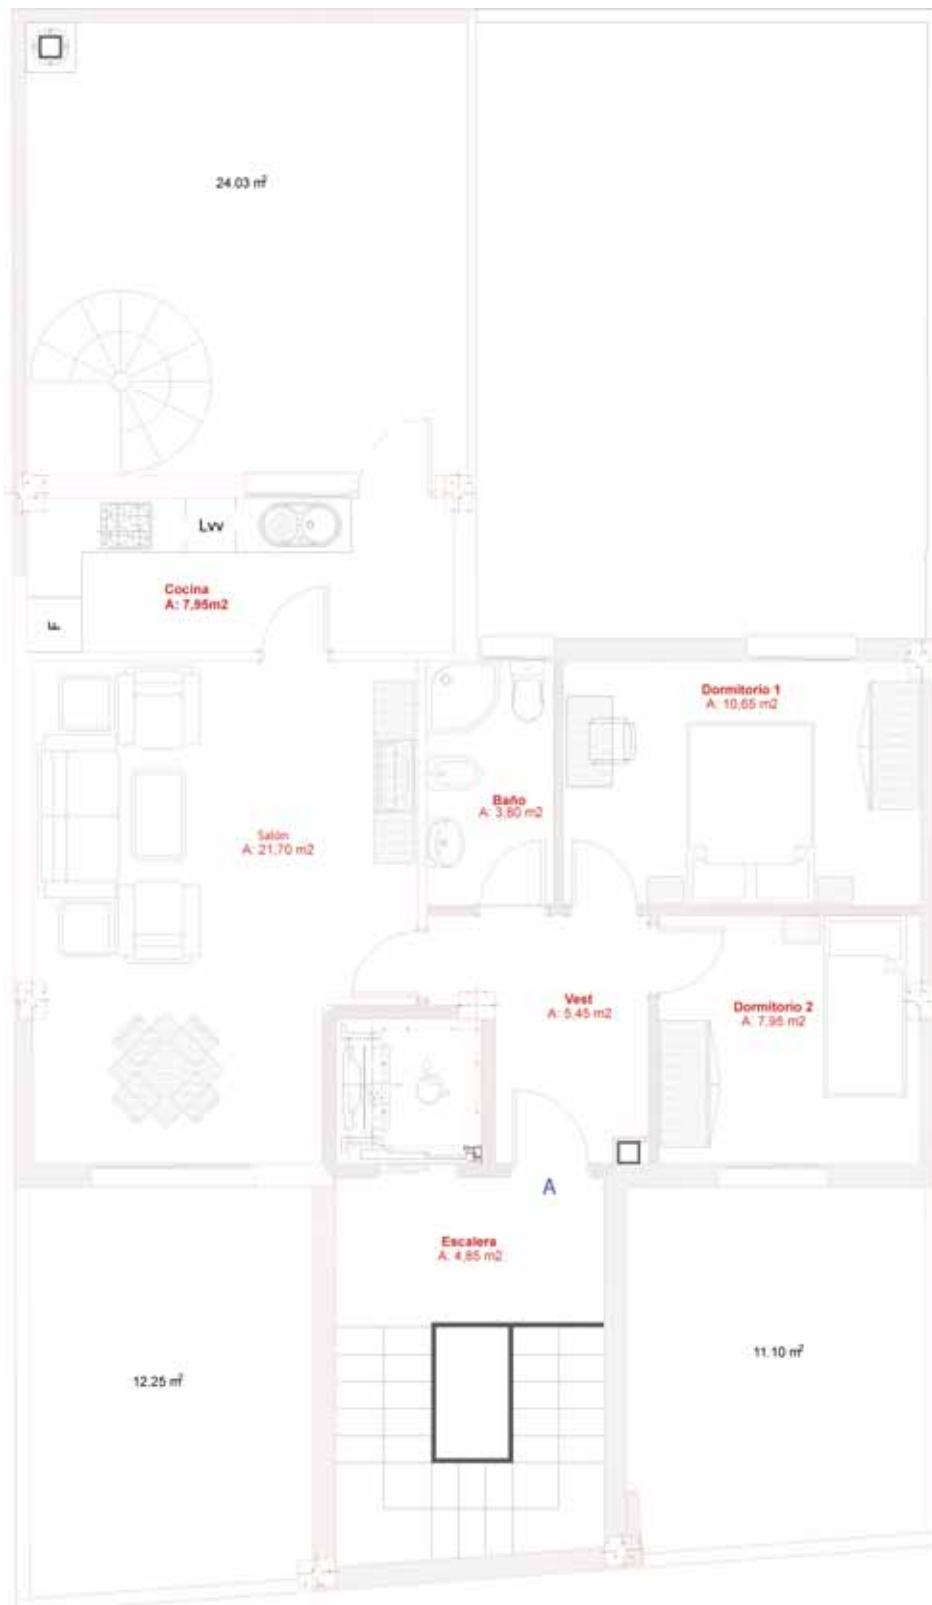 24.03 m²
Lvv
Cocina
A: 7,95m2
F
Dormitorio 1
A: 10,65 m2
Baño
A: 3,80 m2
Salón
A: 21,70 m2
Vest
A: 5,45 m2
Dormitorio 2
A: 7,95 m2
A
Escalera
A: 4,85 m2
11.10 m²
12.25 m²